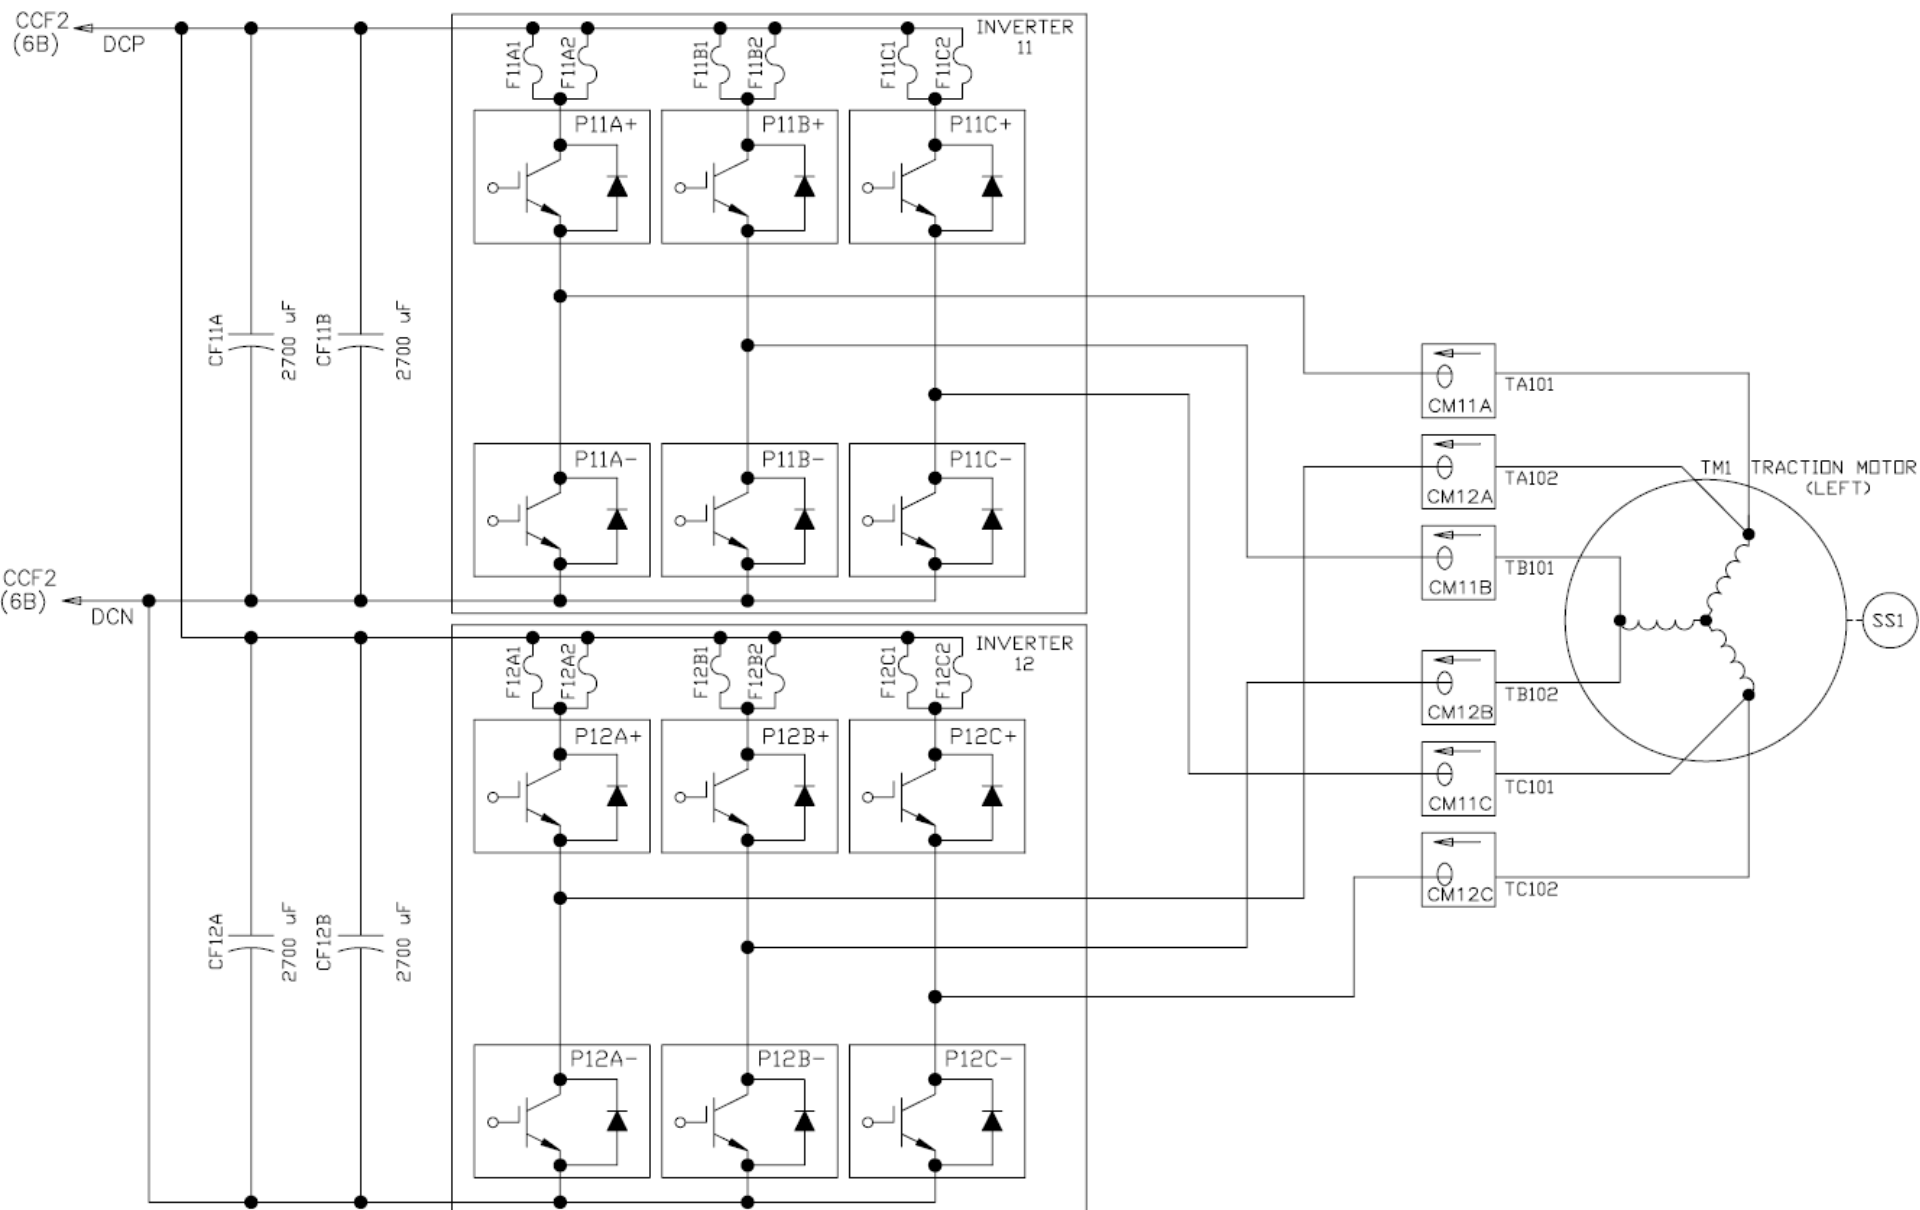 CCF2
(6B)
DCP
INVERTER
11
F11A1
F11A2
F11B1
F11B2
F11C1
F11C2
P11A+
P11B+
P11C+
CF11A
2700 uF
CF11B
2700 uF
P11A-
P11B-
P11C-
CCF2
(6B)
DCN
INVERTER
12
F12A1
F12A2
F12B1
F12B2
F12C1
F12C2
P12A+
P12B+
P12C+
CF12A
2700 uF
CF12B
2700 uF
P12A-
P12B-
P12C-
CM11A
TA101
CM12A
TA102
CM11B
TB101
CM12B
TB102
CM11C
TC101
CM12C
TC102
TM1 TRACTION MOTOR
(LEFT)
SS1